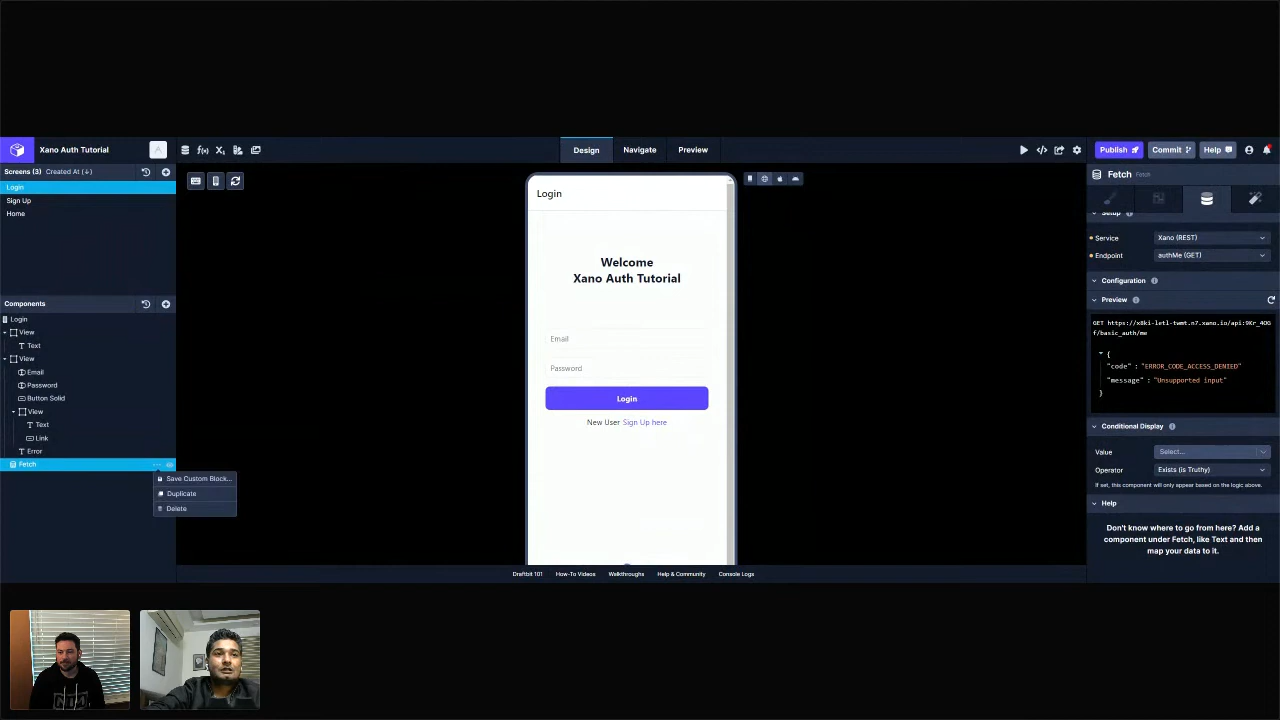 Xano Auth Tutorial
A
f(x)
Design
Navigate
Preview
Publish
Commit
Help
Screens (3) Created At (↓)
Login
Sign Up
Home
Components
Login
View
Text
View
Email
Password
Button Solid
View
Text
Link
Error
Fetch
Save Custom Block...
Duplicate
Delete
Login
Welcome
Xano Auth Tutorial
Email
Password
Login
New User Sign Up here
Draftbit 101
How-To Videos
Walkthroughs
Help & Community
Console Logs
Fetch Fetch
Setup
Service Xano (REST)
Endpoint authMe (GET)
Configuration
Preview
{
"code" : "ERROR_CODE_ACCESS_DENIED"
"message" : "Unsupported input"
}
Conditional Display
Value Select...
Operator Exists (is Truthy)
If set, this component will only appear based on the logic above.
Help
Don't know where to go from here? Add a
component under Fetch, like Text and then
map your data to it.